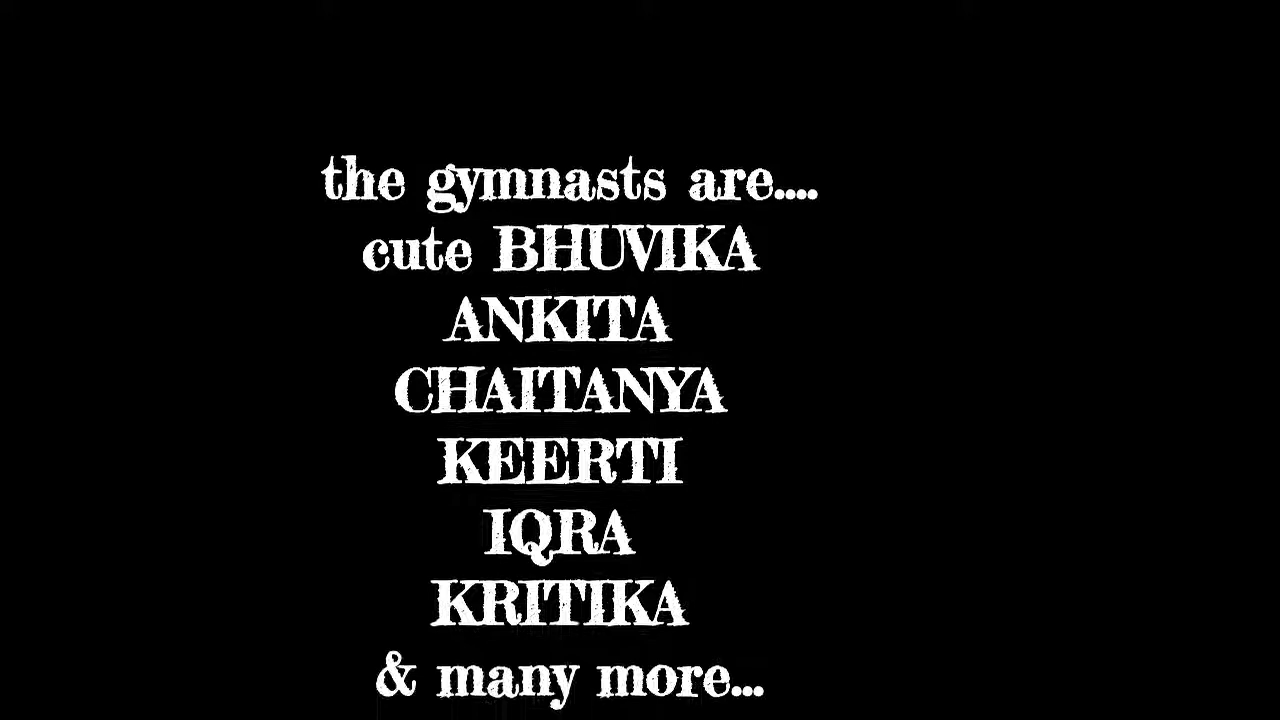 the gymnasts are....
cute BHUVIKA
ANKITA
CHAITANYA
KEERTI
IQRA
KRITIKA
& many more...